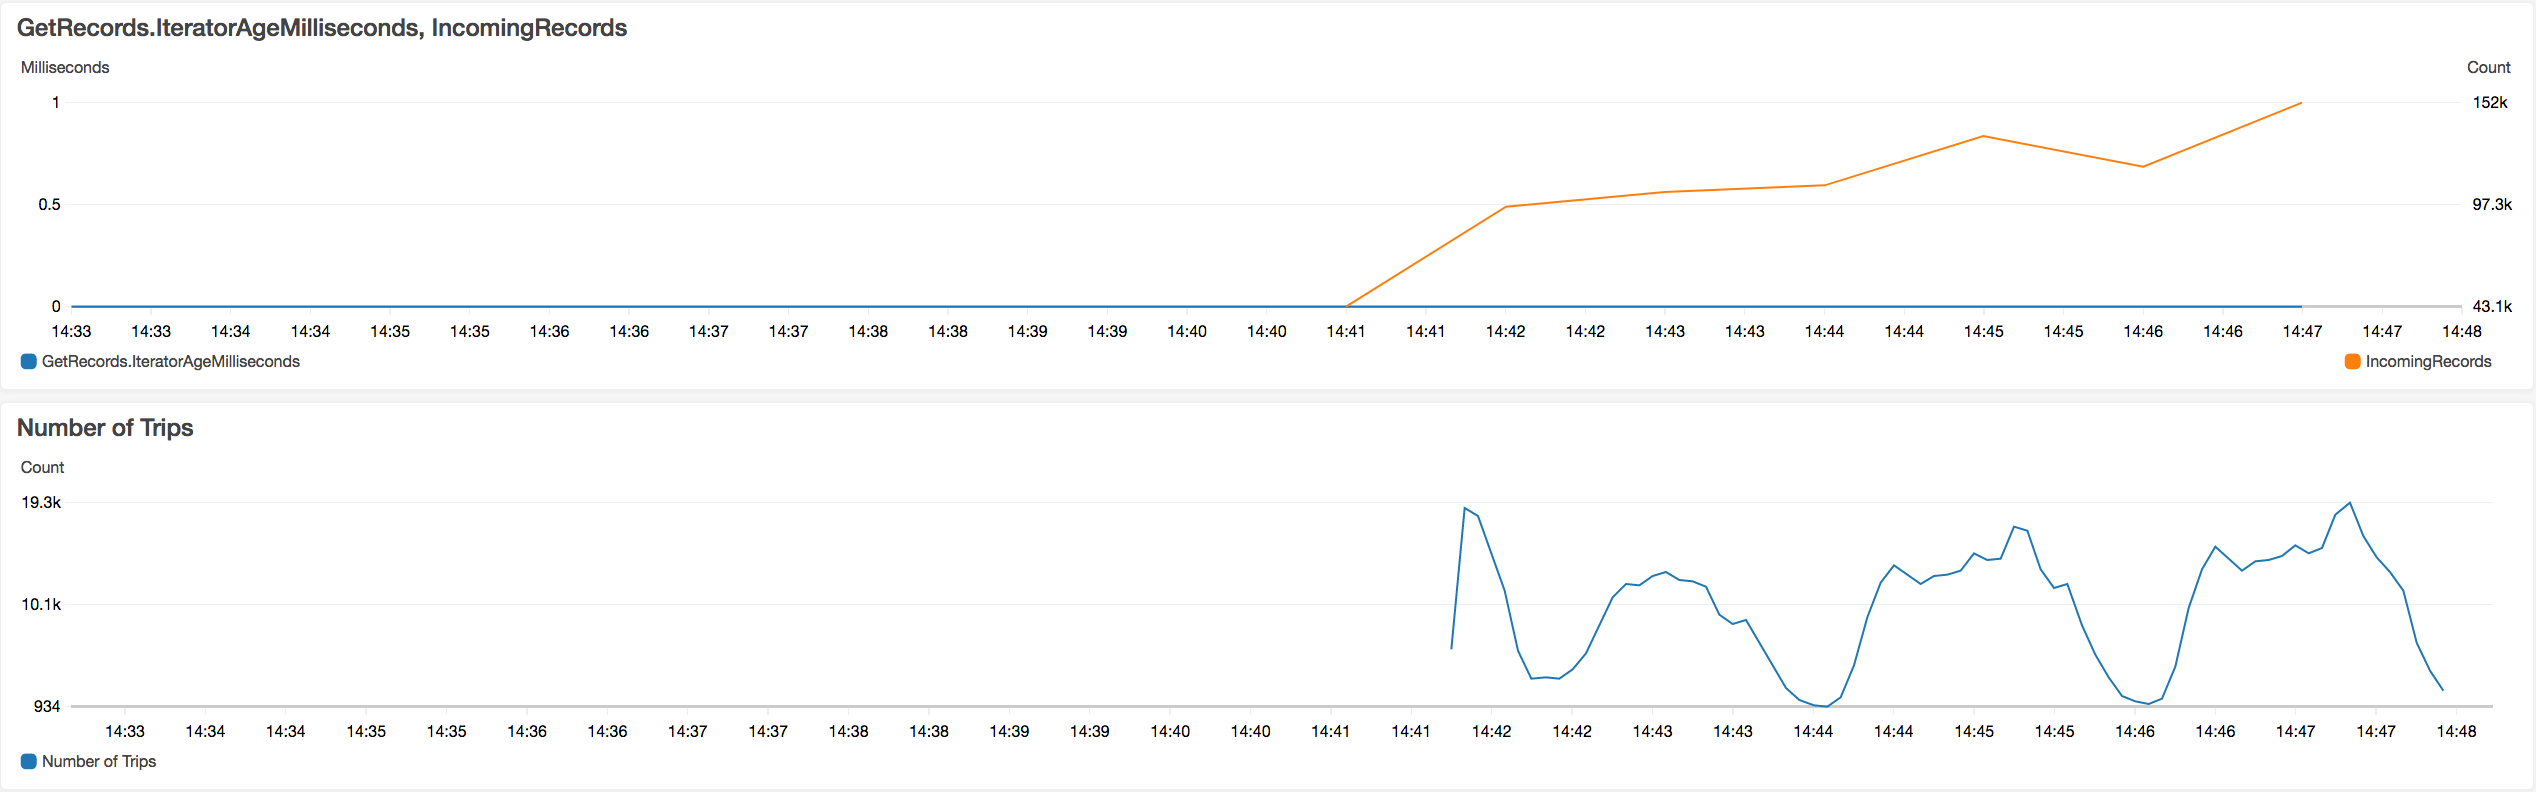 GetRecords.IteratorAgeMilliseconds, IncomingRecords
Milliseconds Count
1 152k
0.5 97.3k
0 43.1k
14:33 14:33 14:34 14:34 14:35 14:35 14:36 14:36 14:37 14:37 14:38 14:38 14:39 14:39 14:40 14:40 14:41 14:41 14:42 14:42 14:43 14:43 14:44 14:44 14:45 14:45 14:46 14:46 14:47 14:47 14:48
GetRecords.IteratorAgeMilliseconds IncomingRecords
Number of Trips
Count
19.3k
10.1k
934
14:33 14:34 14:34 14:35 14:35 14:36 14:36 14:37 14:37 14:38 14:38 14:39 14:39 14:40 14:40 14:41 14:41 14:42 14:42 14:43 14:43 14:44 14:44 14:45 14:45 14:46 14:46 14:47 14:47 14:48
Number of Trips